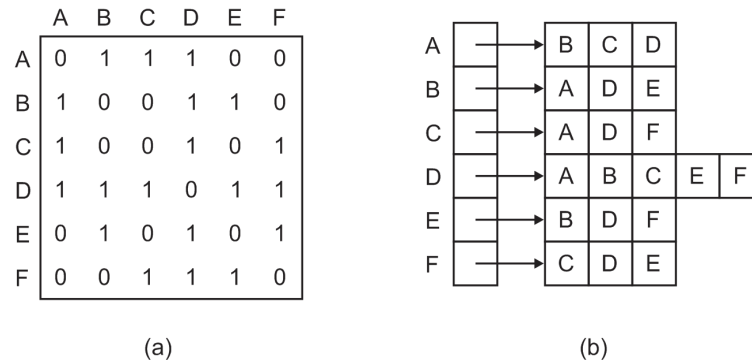 A B C D E F
A 0 1 1 1 0 0
B 1 0 0 1 1 0
C 1 0 0 1 0 1
D 1 1 1 0 1 1
E 0 1 0 1 0 1
F 0 0 1 1 1 0
(a)
A B C D
B A D E
C A D F
D A B C E F
E B D F
F C D E
(b)